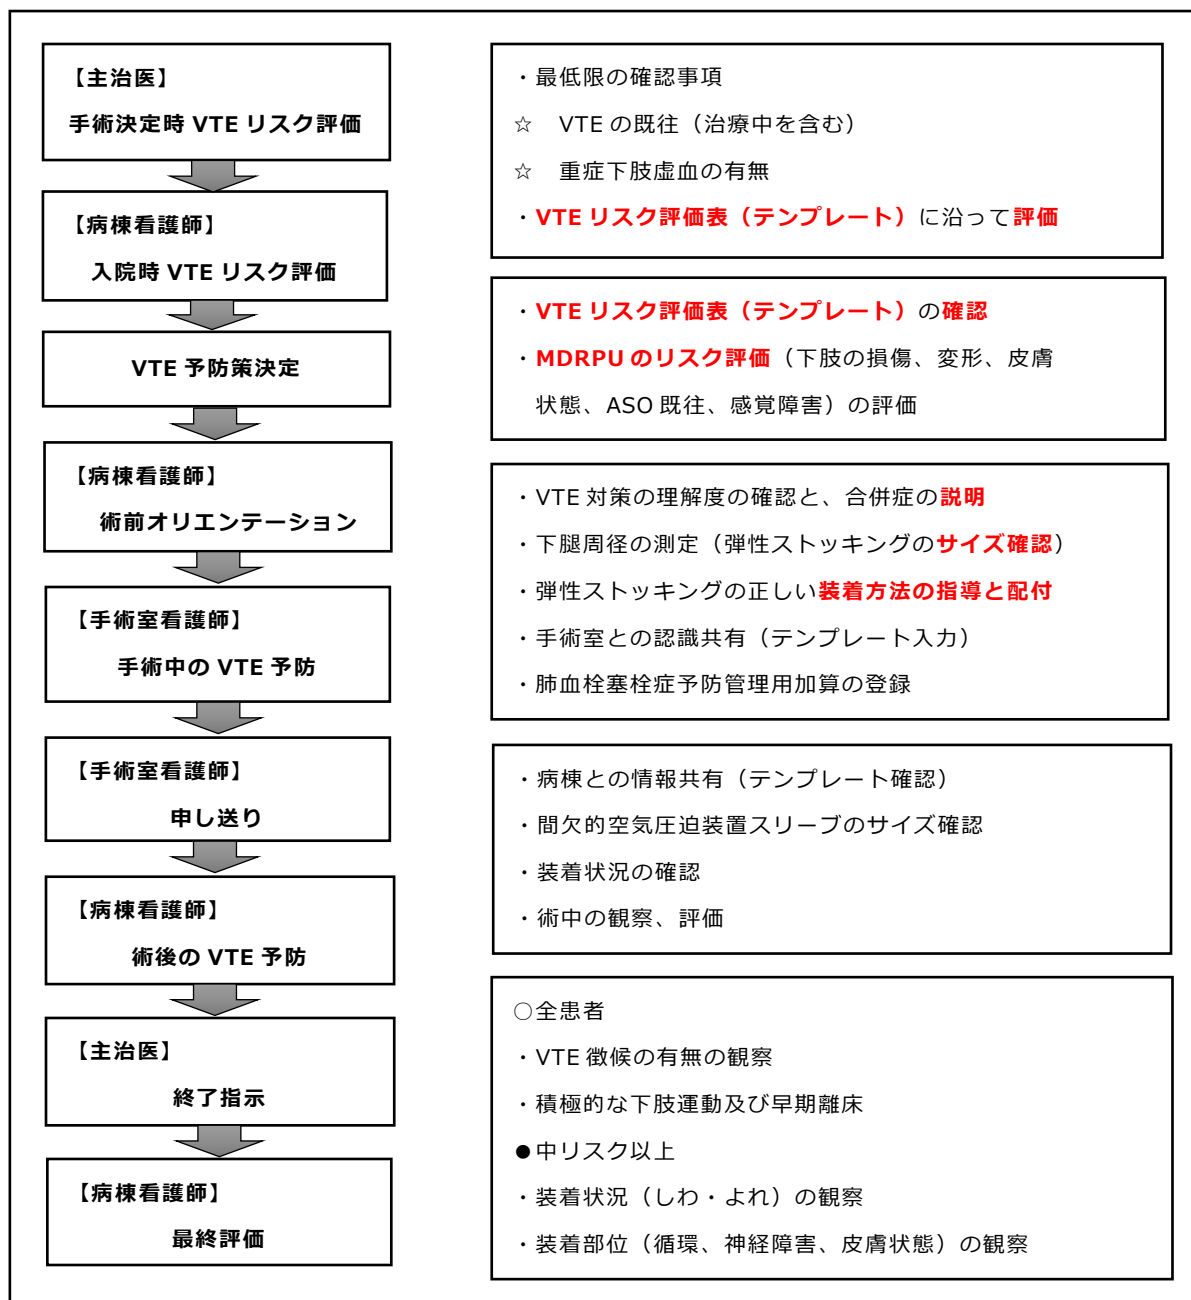 【主治医】
手術決定時 VTE リスク評価
【病棟看護師】
入院時 VTE リスク評価
VTE 予防策決定
【病棟看護師】
術前オリエンテーション
【手術室看護師】
手術中の VTE 予防
【手術室看護師】
申し送り
【病棟看護師】
術後の VTE 予防
【主治医】
終了指示
【病棟看護師】
最終評価
・最低限の確認事項
☆　VTE の既往（治療中を含む）
☆　重症下肢虚血の有無
・VTE リスク評価表（テンプレート）に沿って評価
・VTE リスク評価表（テンプレート）の確認
・MDRPU のリスク評価（下肢の損傷、変形、皮膚
状態、ASO 既往、感覚障害）の評価
・VTE 対策の理解度の確認と、合併症の説明
・下腿周径の測定（弾性ストッキングのサイズ確認）
・弾性ストッキングの正しい装着方法の指導と配付
・手術室との認識共有（テンプレート入力）
・肺血栓塞栓症予防管理用加算の登録
・病棟との情報共有（テンプレート確認）
・間欠的空気圧迫装置スリーブのサイズ確認
・装着状況の確認
・術中の観察、評価
○全患者
・VTE 徴候の有無の観察
・積極的な下肢運動及び早期離床
●中リスク以上
・装着状況（しわ・よれ）の観察
・装着部位（循環、神経障害、皮膚状態）の観察